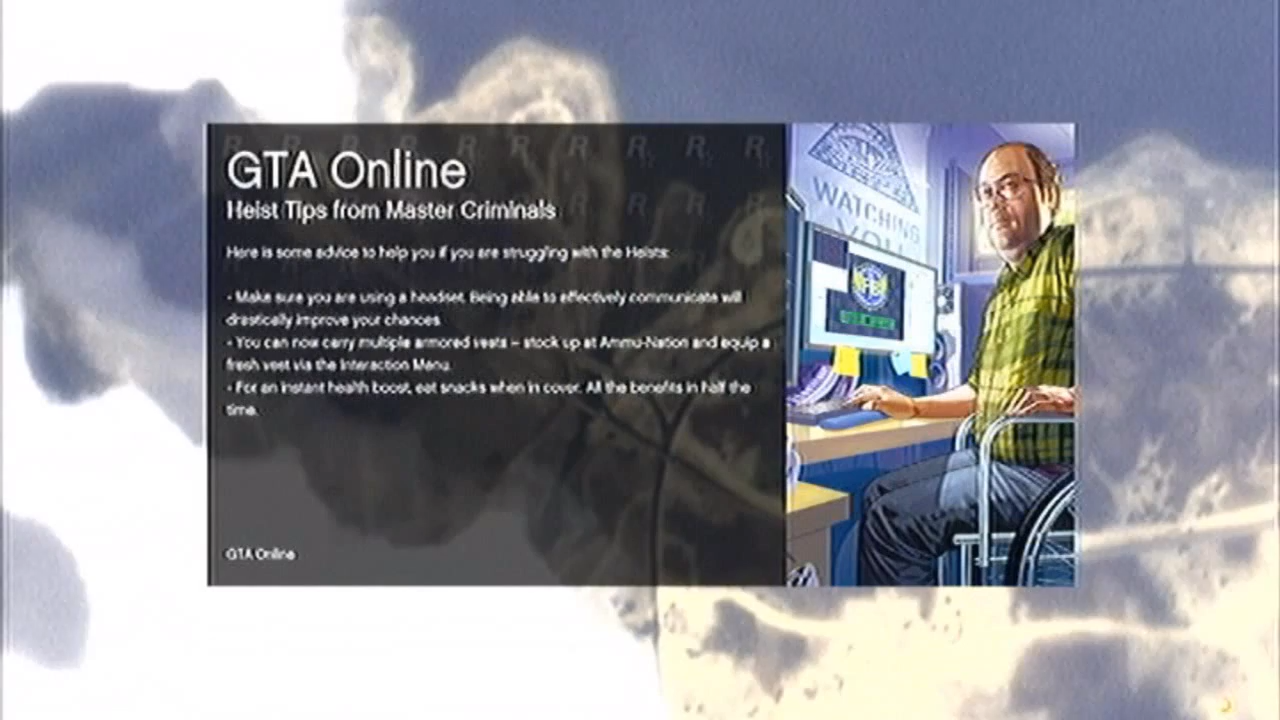 GTA Online
Heist Tips from Master Criminals
Here is some advice to help you if you are struggling with the Heists:
- Make sure you are using a headset. Being able to effectively communicate will
drastically improve your chances.
- You can now carry multiple armored vests – stock up at Ammu-Nation and equip a
fresh vest via the Interaction Menu.
- For an instant health boost, eat snacks when in cover. All the benefits in half the
time.
GTA Online
WATCHING
YOU
FIB